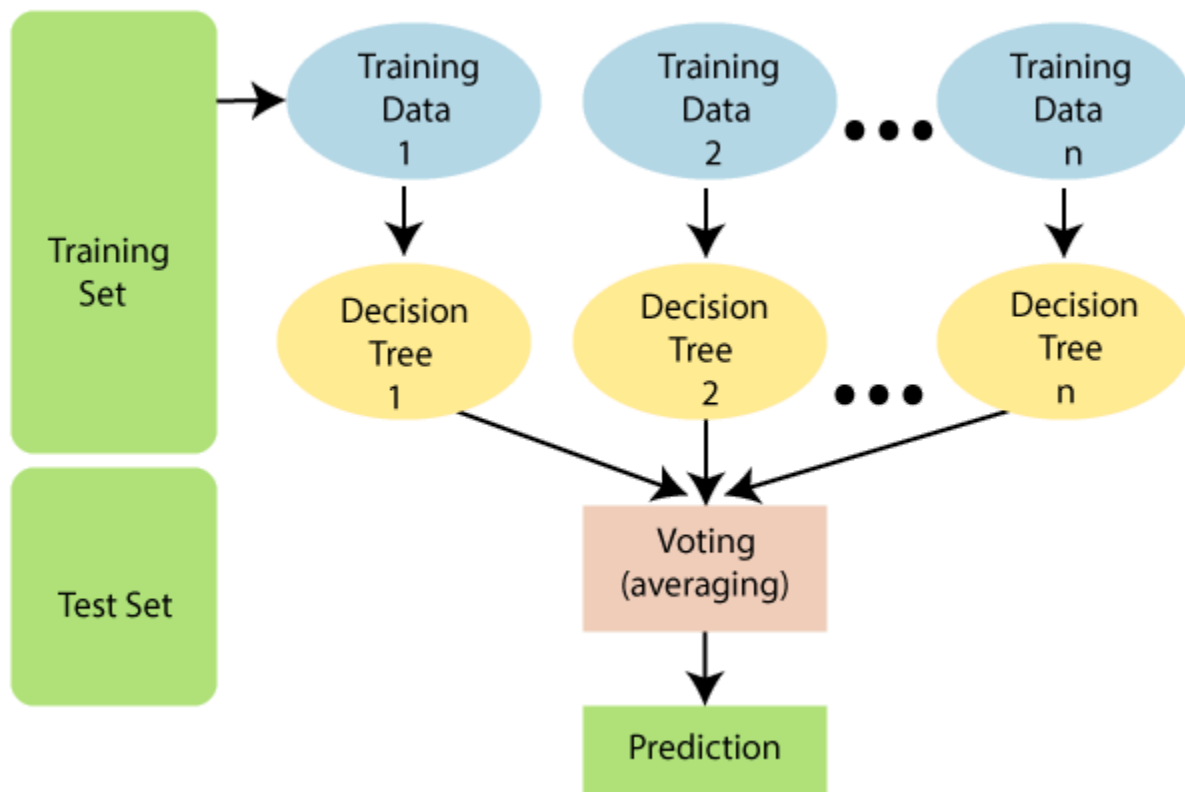 Training
Set
Test Set
Training
Data
1
Training
Data
2
Training
Data
n
Decision
Tree
1
Decision
Tree
2
Decision
Tree
n
Voting
(averaging)
Prediction